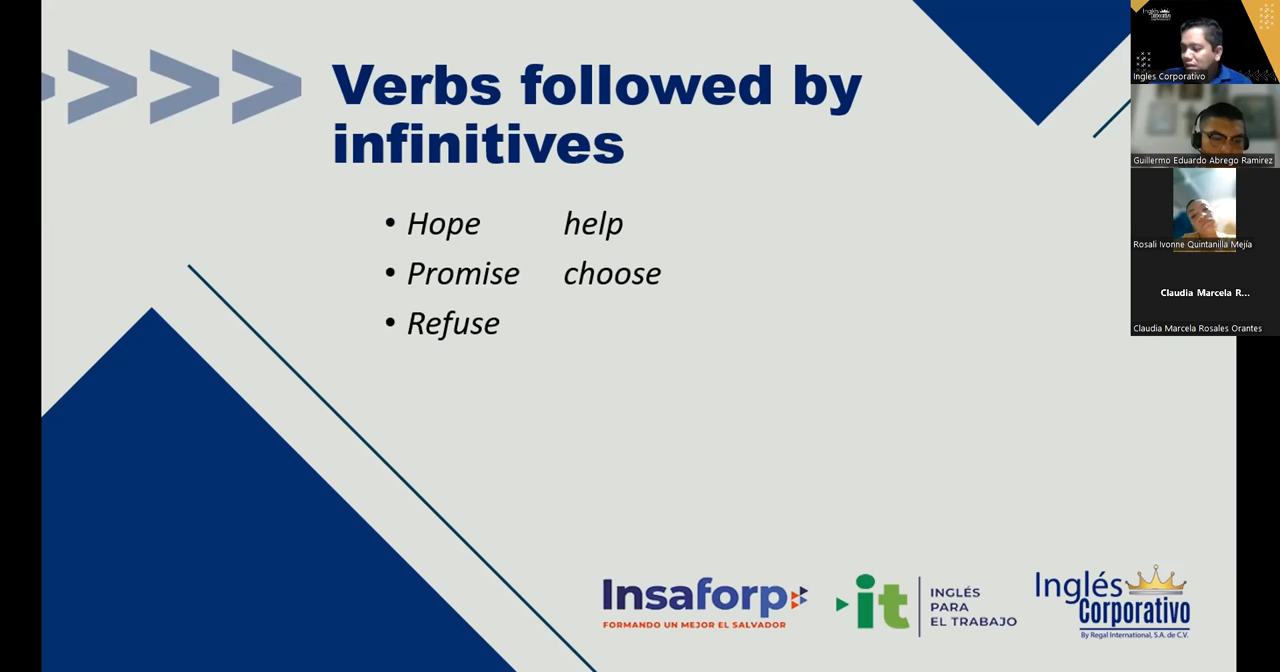 Verbs followed by
infinitives
• Hope help
• Promise choose
• Refuse
Insaforp
FORMANDO UN MEJOR EL SALVADOR
it
INGLÉS
PARA
EL TRABAJO
Inglés
Corporativo
By Regal International, S.A. de C.V.
Inglés Corporativo
Guillermo Eduardo Abrego Ramirez
Rosali Ivonne Quintanilla Mejía
Claudia Marcela R...
Claudia Marcela Rosales Orantes